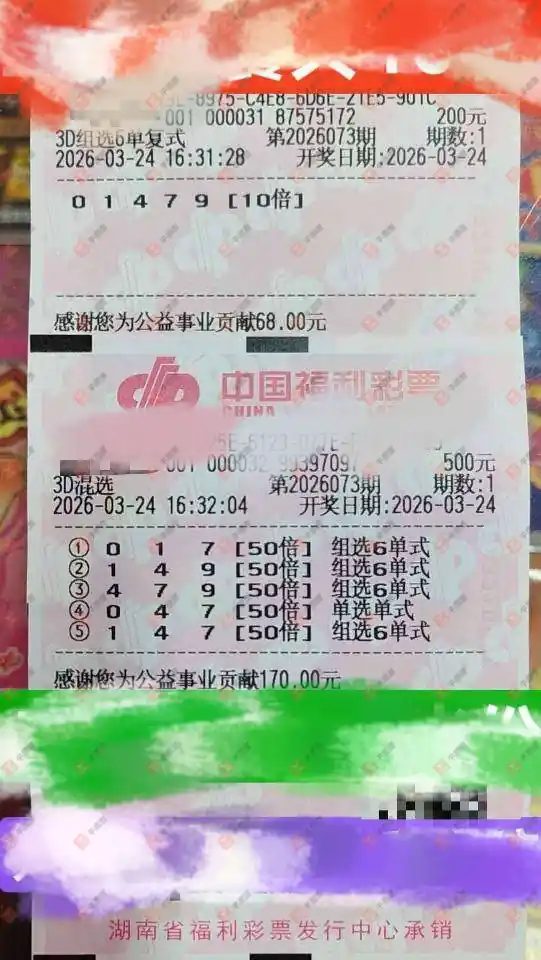 001 000031 87575172 200元
3D组选6单复式 第2026073期 期数:1
2026-03-24 16:31:28 开奖日期:2026-03-24
0 1 4 7 9 [10倍]
感谢您为公益事业贡献68.00元
中国福利彩票
CHINA
001 000032 99397097 500元
3D混选 第2026073期 期数:1
2026-03-24 16:32:04 开奖日期:2026-03-24
① 0 1 7 [50倍] 组选6单式
② 1 4 9 [50倍] 组选6单式
③ 4 7 9 [50倍] 组选6单式
④ 0 4 7 [50倍] 单选单式
⑤ 1 4 7 [50倍] 组选6单式
感谢您为公益事业贡献170.00元
湖南省福利彩票发行中心承销